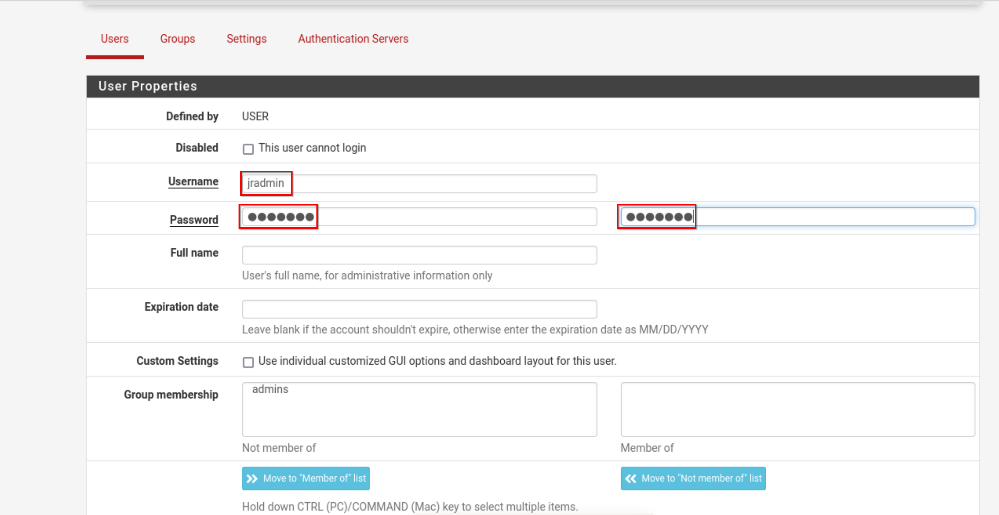 Users Groups Settings Authentication Servers
User Properties
Defined by USER
Disabled This user cannot login
Username jradmin
Password ●●●●●●● ●●●●●●●
Full name
User's full name, for administrative information only
Expiration date
Leave blank if the account shouldn't expire, otherwise enter the expiration date as MM/DD/YYYY
Custom Settings Use individual customized GUI options and dashboard layout for this user.
Group membership admins
Not member of Member of
Move to "Member of" list Move to "Not member of" list
Hold down CTRL (PC)/COMMAND (Mac) key to select multiple items.